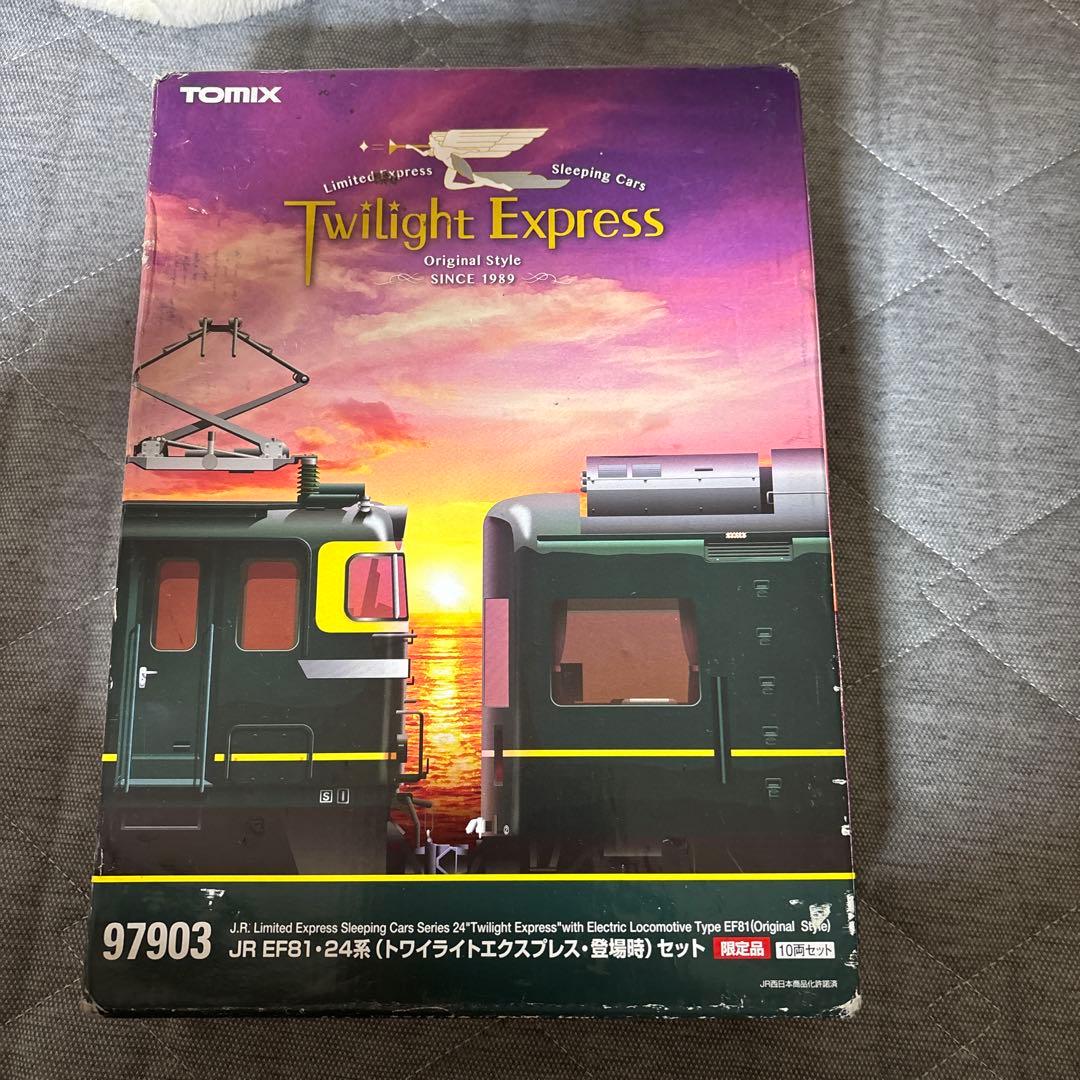 TOMIX
Limited Express Sleeping Cars
Twilight Express
Original Style
SINCE 1989
S I
97903
J.R. Limited Express Sleeping Cars Series 24"Twilight Express"with Electric Locomotive Type EF81(Original Style)
JR EF81・24系(トワイライトエクスプレス・登場時)セット 限定品 10両セット
JR西日本商品化許諾済